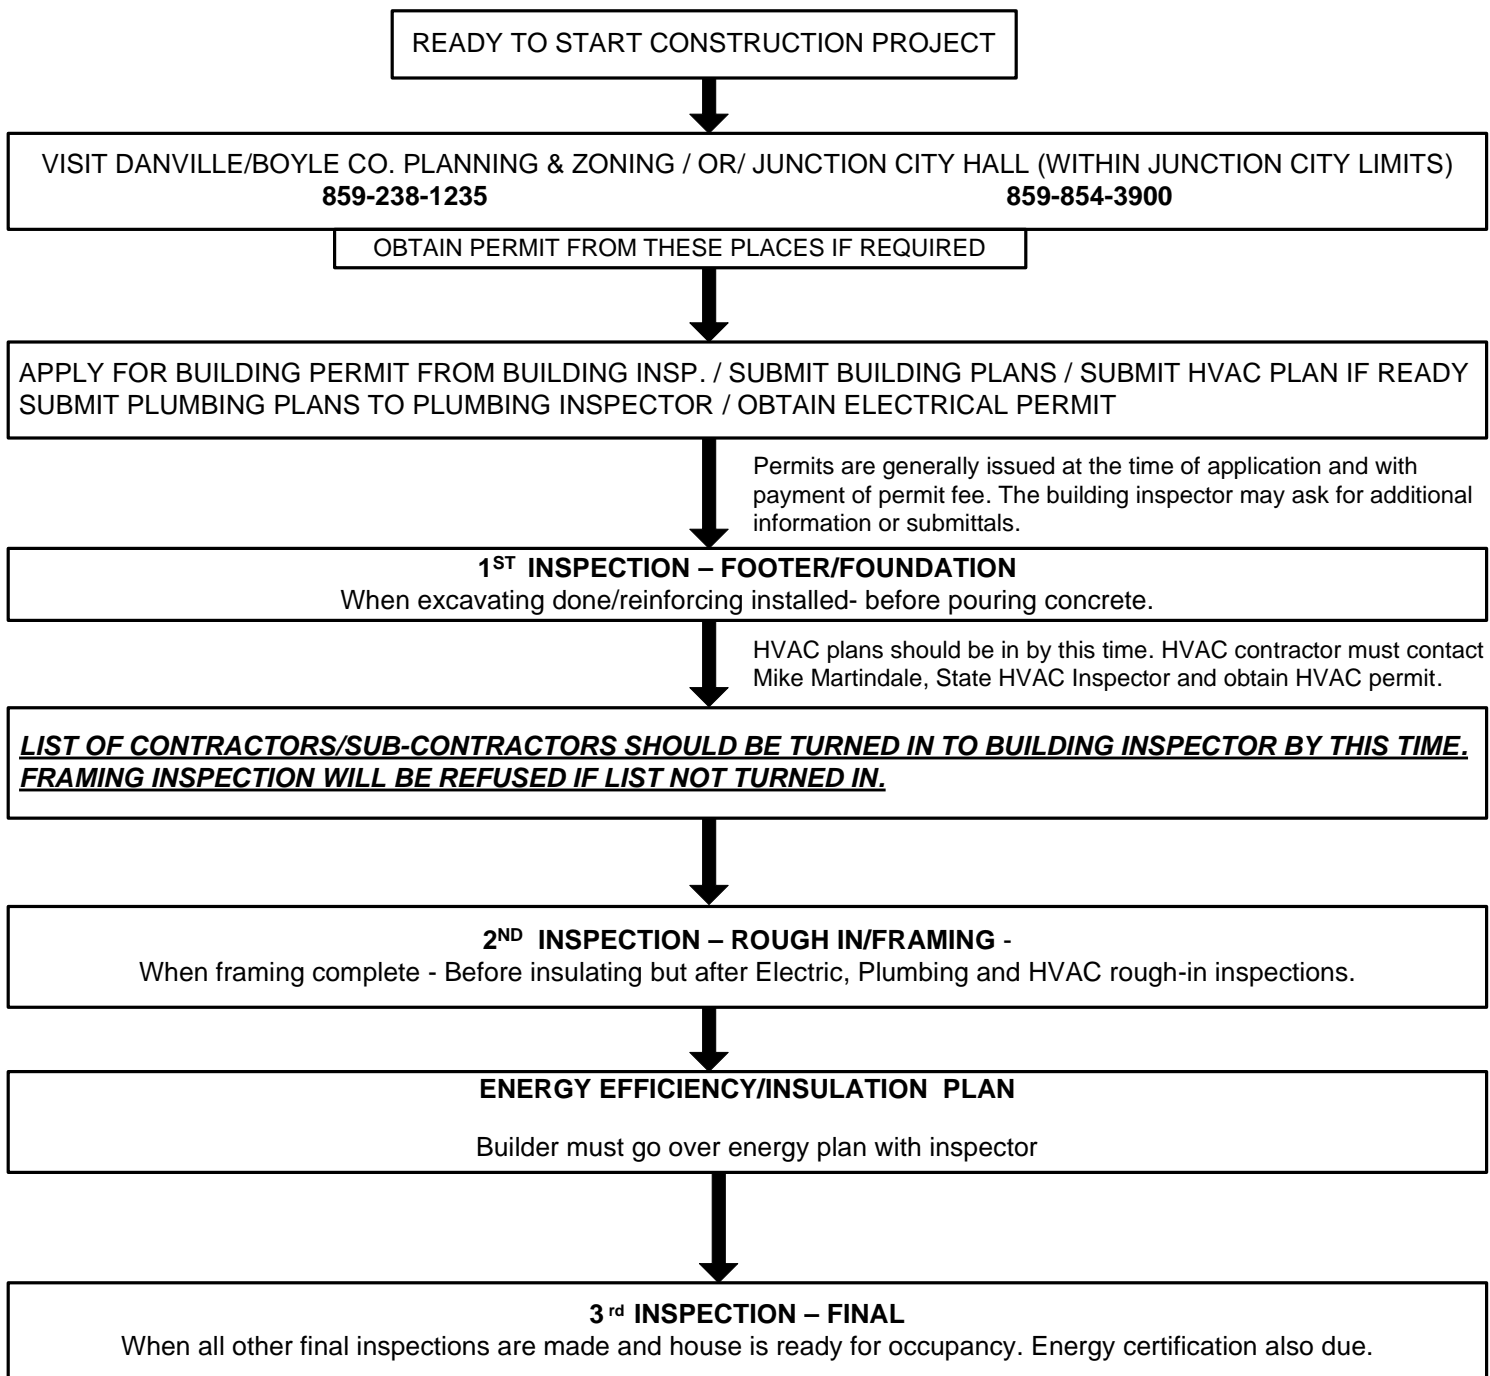 READY TO START CONSTRUCTION PROJECT
VISIT DANVILLE/BOYLE CO. PLANNING & ZONING / OR/ JUNCTION CITY HALL (WITHIN JUNCTION CITY LIMITS)
859-238-1235 859-854-3900
OBTAIN PERMIT FROM THESE PLACES IF REQUIRED
APPLY FOR BUILDING PERMIT FROM BUILDING INSP. / SUBMIT BUILDING PLANS / SUBMIT HVAC PLAN IF READY
SUBMIT PLUMBING PLANS TO PLUMBING INSPECTOR / OBTAIN ELECTRICAL PERMIT
Permits are generally issued at the time of application and with
payment of permit fee. The building inspector may ask for additional
information or submittals.
1ST INSPECTION – FOOTER/FOUNDATION
When excavating done/reinforcing installed- before pouring concrete.
HVAC plans should be in by this time. HVAC contractor must contact
Mike Martindale, State HVAC Inspector and obtain HVAC permit.
LIST OF CONTRACTORS/SUB-CONTRACTORS SHOULD BE TURNED IN TO BUILDING INSPECTOR BY THIS TIME.
FRAMING INSPECTION WILL BE REFUSED IF LIST NOT TURNED IN.
2ND INSPECTION – ROUGH IN/FRAMING -
When framing complete - Before insulating but after Electric, Plumbing and HVAC rough-in inspections.
ENERGY EFFICIENCY/INSULATION PLAN
Builder must go over energy plan with inspector
3 rd INSPECTION – FINAL
When all other final inspections are made and house is ready for occupancy. Energy certification also due.